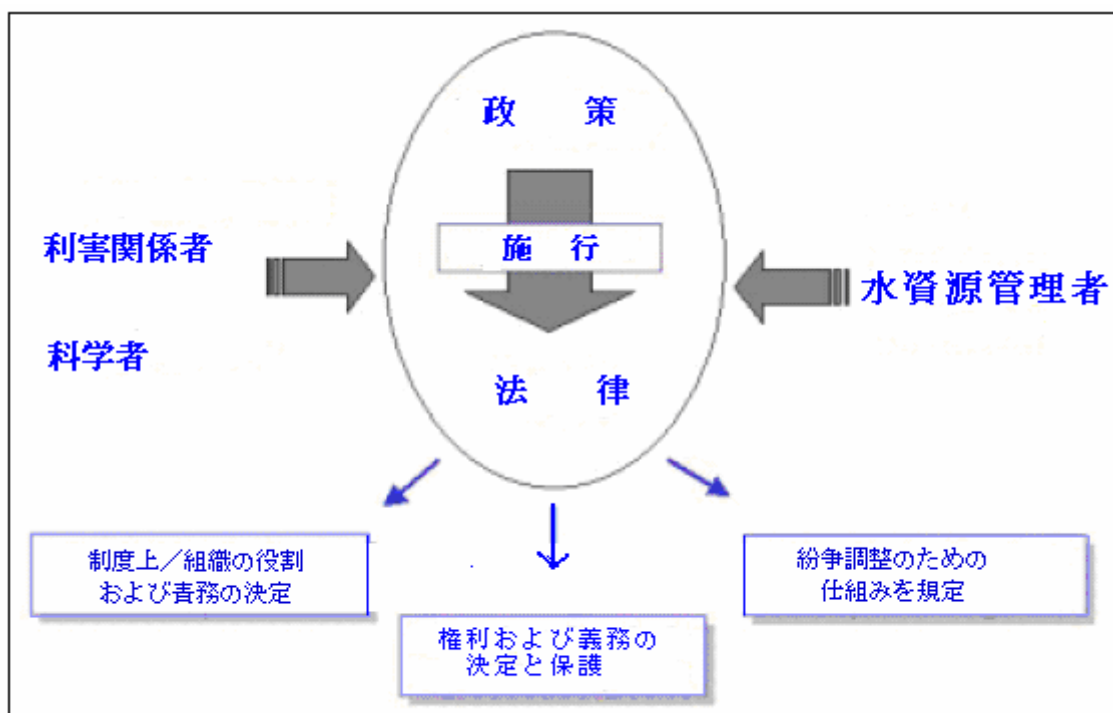 政　策
施　行
利害関係者
水資源管理者
科学者
法　律
制度上／組織の役割
および責務の決定
紛争調整のための
仕組みを規定
権利および義務の
決定と保護